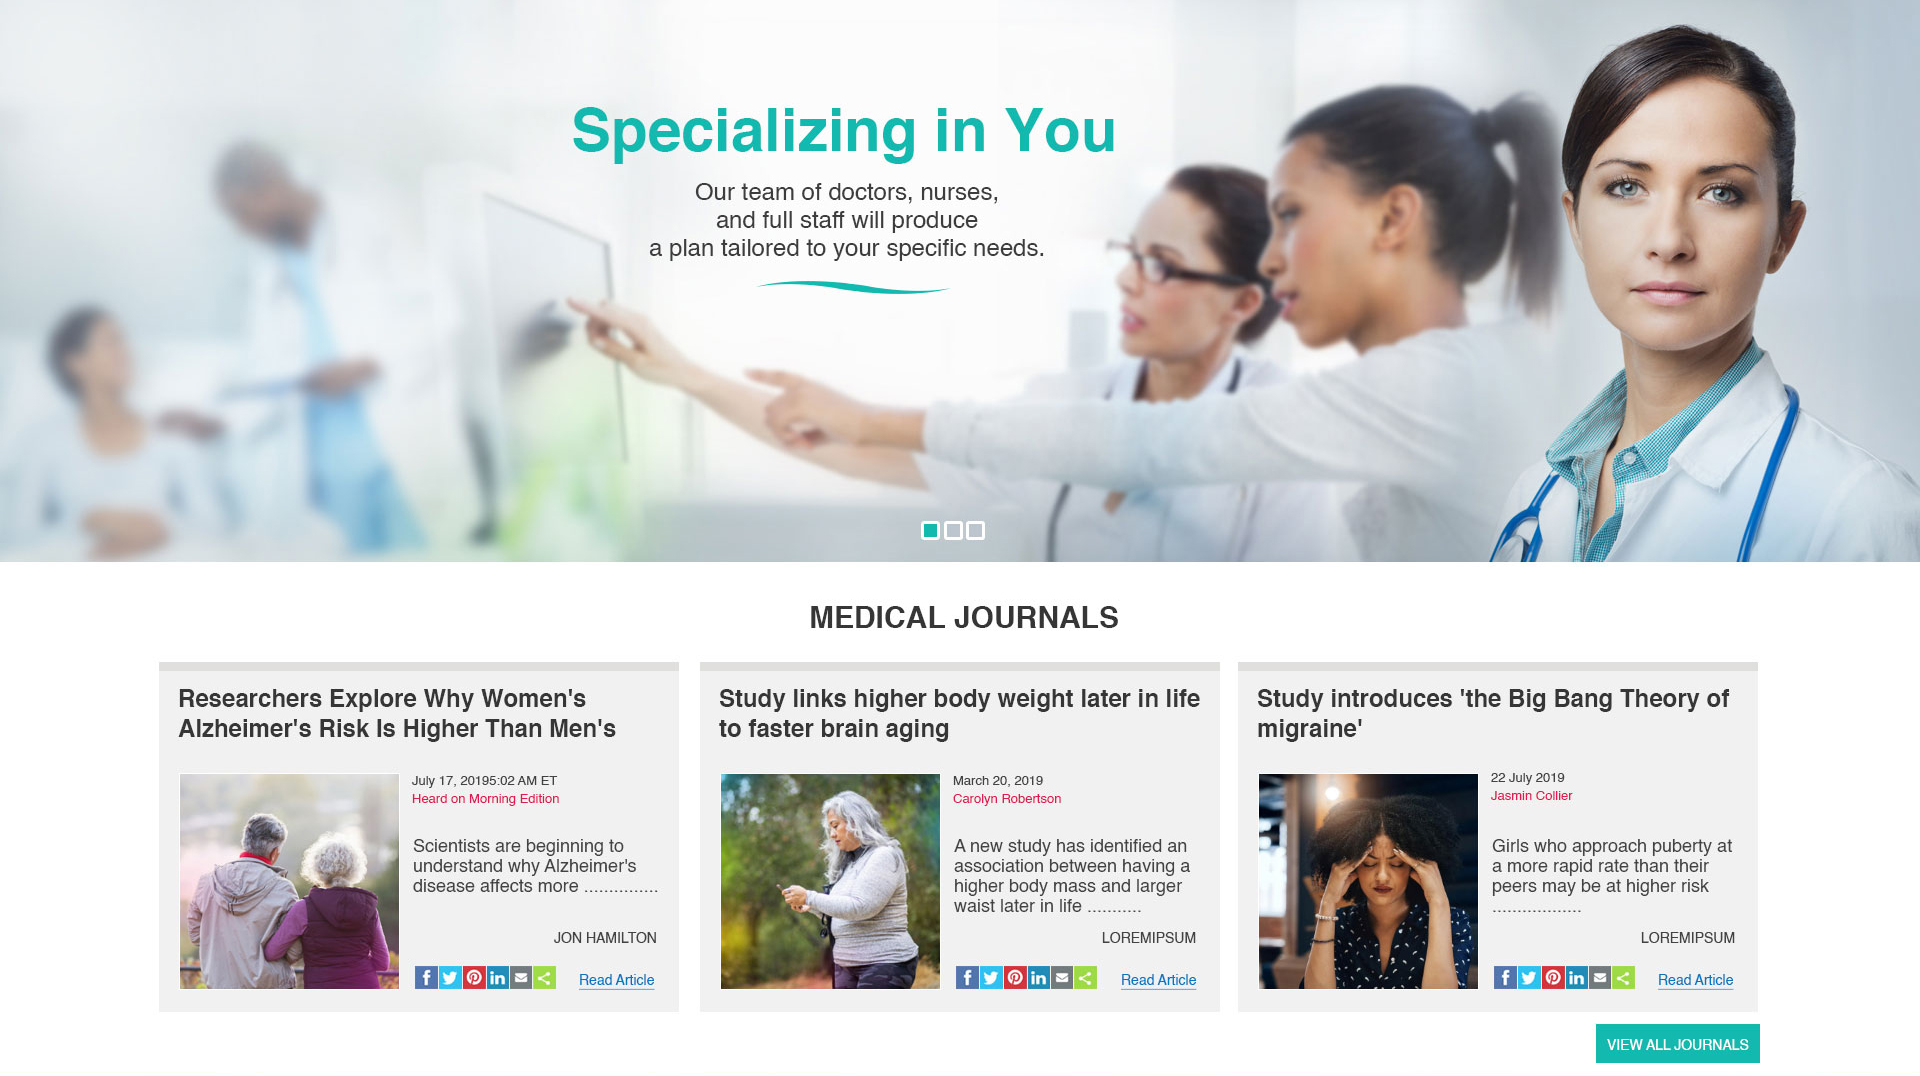 Specializing in You
Our team of doctors, nurses,
and full staff will produce
a plan tailored to your specific needs.
MEDICAL JOURNALS
Researchers Explore Why Women's
Alzheimer's Risk Is Higher Than Men's
July 17, 20195:02 AM ET
Heard on Morning Edition
Scientists are beginning to
understand why Alzheimer's
disease affects more ...............
JON HAMILTON
Read Article
Study links higher body weight later in life
to faster brain aging
March 20, 2019
Carolyn Robertson
A new study has identified an
association between having a
higher body mass and larger
waist later in life ...........
LOREMIPSUM
Read Article
Study introduces 'the Big Bang Theory of
migraine'
22 July 2019
Jasmin Collier
Girls who approach puberty at
a more rapid rate than their
peers may be at higher risk
..................
LOREMIPSUM
Read Article
VIEW ALL JOURNALS